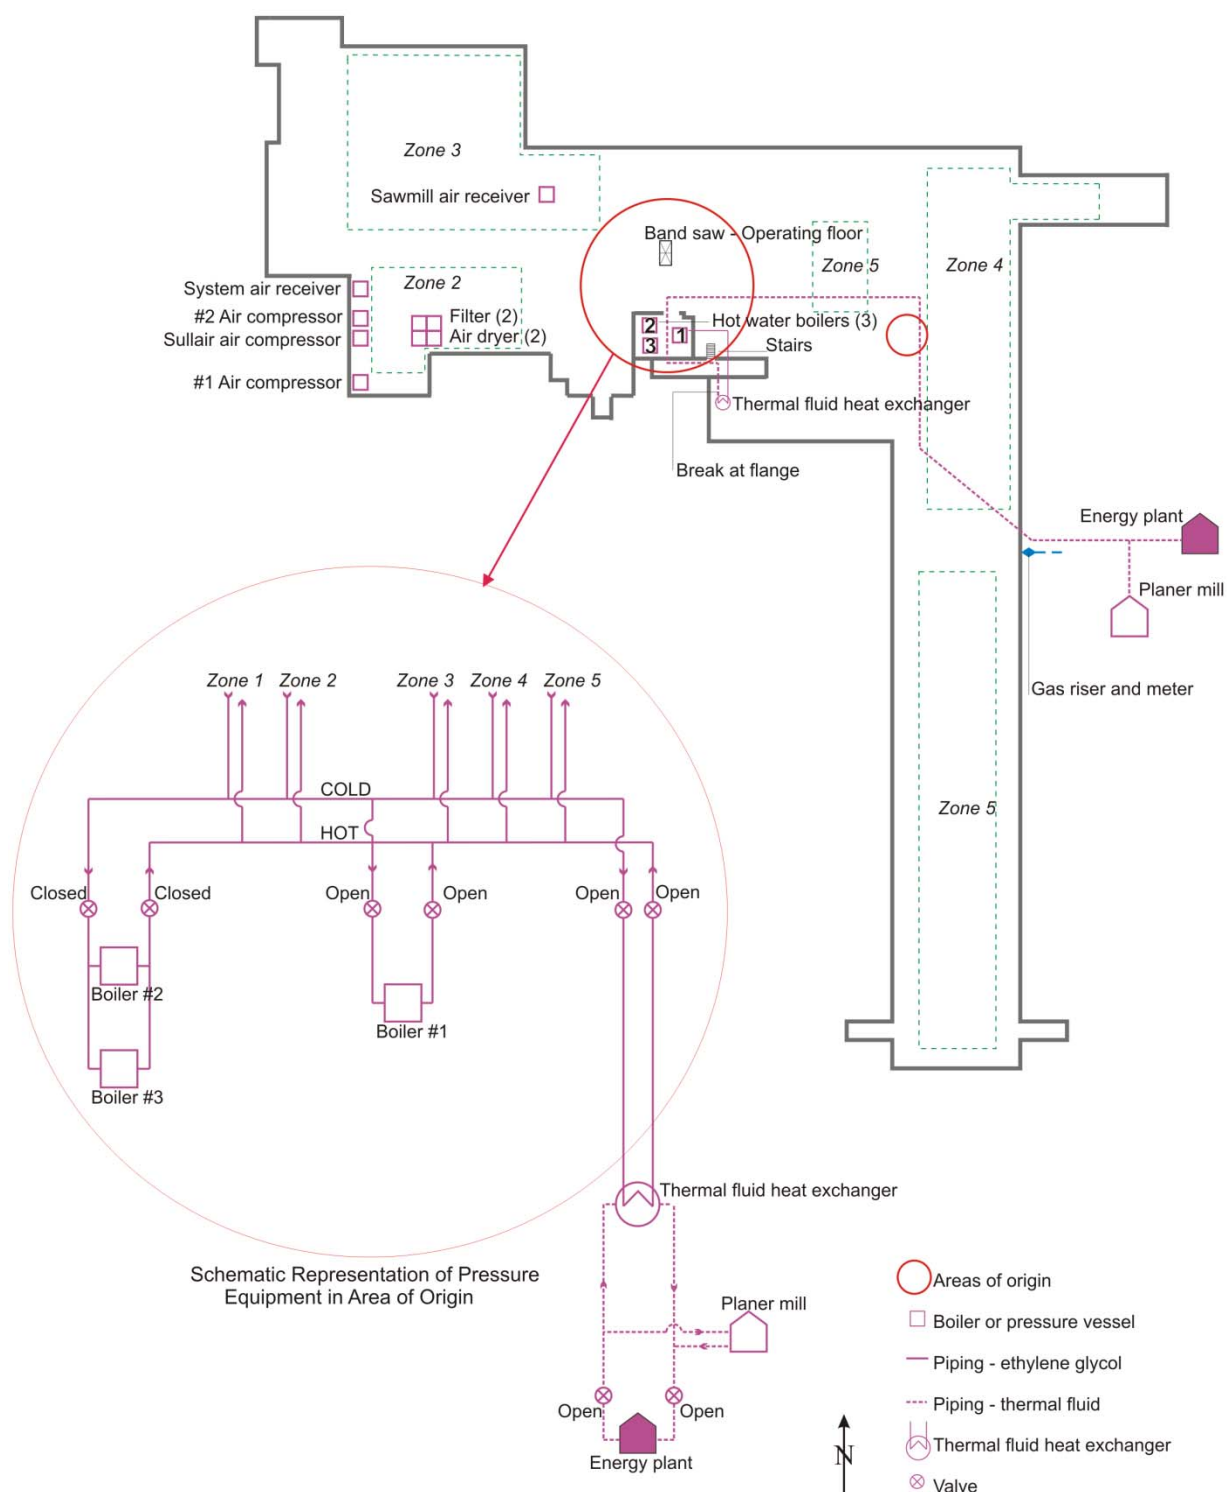 Zone 3
Sawmill air receiver
Band saw - Operating floor
Zone 5
Zone 4
System air receiver
Zone 2
#2 Air compressor
Filter (2)
Sullair air compressor
Air dryer (2)
#1 Air compressor
2
3
1
Hot water boilers (3)
Stairs
Thermal fluid heat exchanger
Break at flange
Energy plant
Planer mill
Gas riser and meter
Zone 5
Zone 1
Zone 2
Zone 3
Zone 4
Zone 5
COLD
HOT
Closed
Closed
Open
Open
Open
Open
Boiler #2
Boiler #1
Boiler #3
Thermal fluid heat exchanger
Schematic Representation of Pressure
Equipment in Area of Origin
Planer mill
Open
Open
Energy plant
N
Areas of origin
Boiler or pressure vessel
Piping - ethylene glycol
Piping - thermal fluid
Thermal fluid heat exchanger
Valve